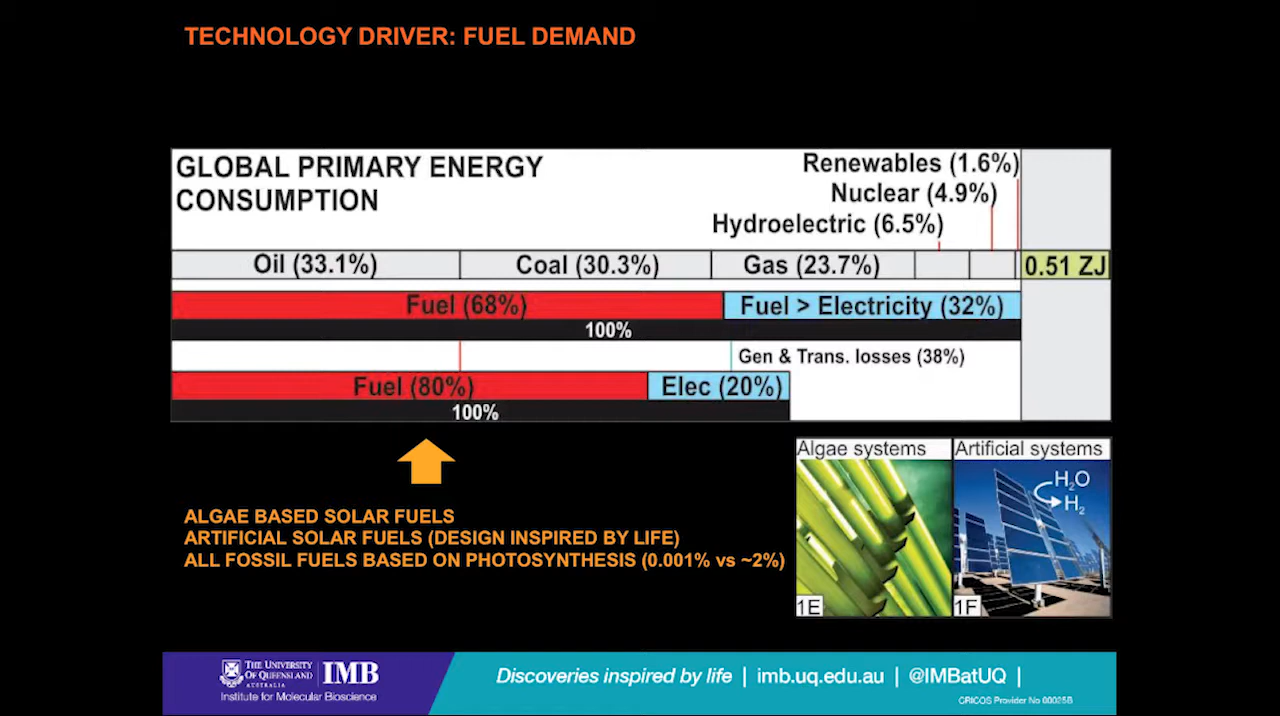 TECHNOLOGY DRIVER: FUEL DEMAND
GLOBAL PRIMARY ENERGY
CONSUMPTION
Renewables (1.6%)
Nuclear (4.9%)
Hydroelectric (6.5%)
Oil (33.1%) Coal (30.3%) Gas (23.7%) 0.51 ZJ
Fuel (68%) Fuel > Electricity (32%)
100%
Gen & Trans. losses (38%)
Fuel (80%) Elec (20%)
100%
Algae systems Artificial systems
H2O
H2
1E 1F
ALGAE BASED SOLAR FUELS
ARTIFICIAL SOLAR FUELS (DESIGN INSPIRED BY LIFE)
ALL FOSSIL FUELS BASED ON PHOTOSYNTHESIS (0.001% vs ~2%)
THE UNIVERSITY
OF QUEENSLAND
AUSTRALIA
IMB
Institute for Molecular Bioscience
Discoveries inspired by life | imb.uq.edu.au | @IMBatUQ |
CRICOS Provider No 00025B